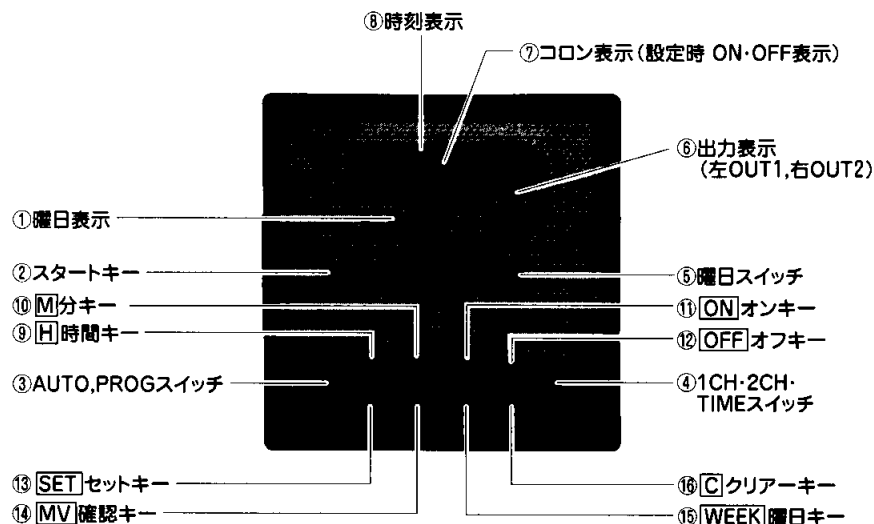 ⑧時刻表示
⑦コロン表示(設定時 ON·OFF表示)
⑥出力表示
(左OUT1,右OUT2)
①曜日表示
②スタートキー
⑤曜日スイッチ
⑩M分キー
⑪ONオンキー
⑨H時間キー
⑫OFFオフキー
③AUTO,PROGスイッチ
④1CH·2CH·
TIMEスイッチ
⑬SETセットキー
⑯Cクリアーキー
⑭MV確認キー
⑮WEEK曜日キー